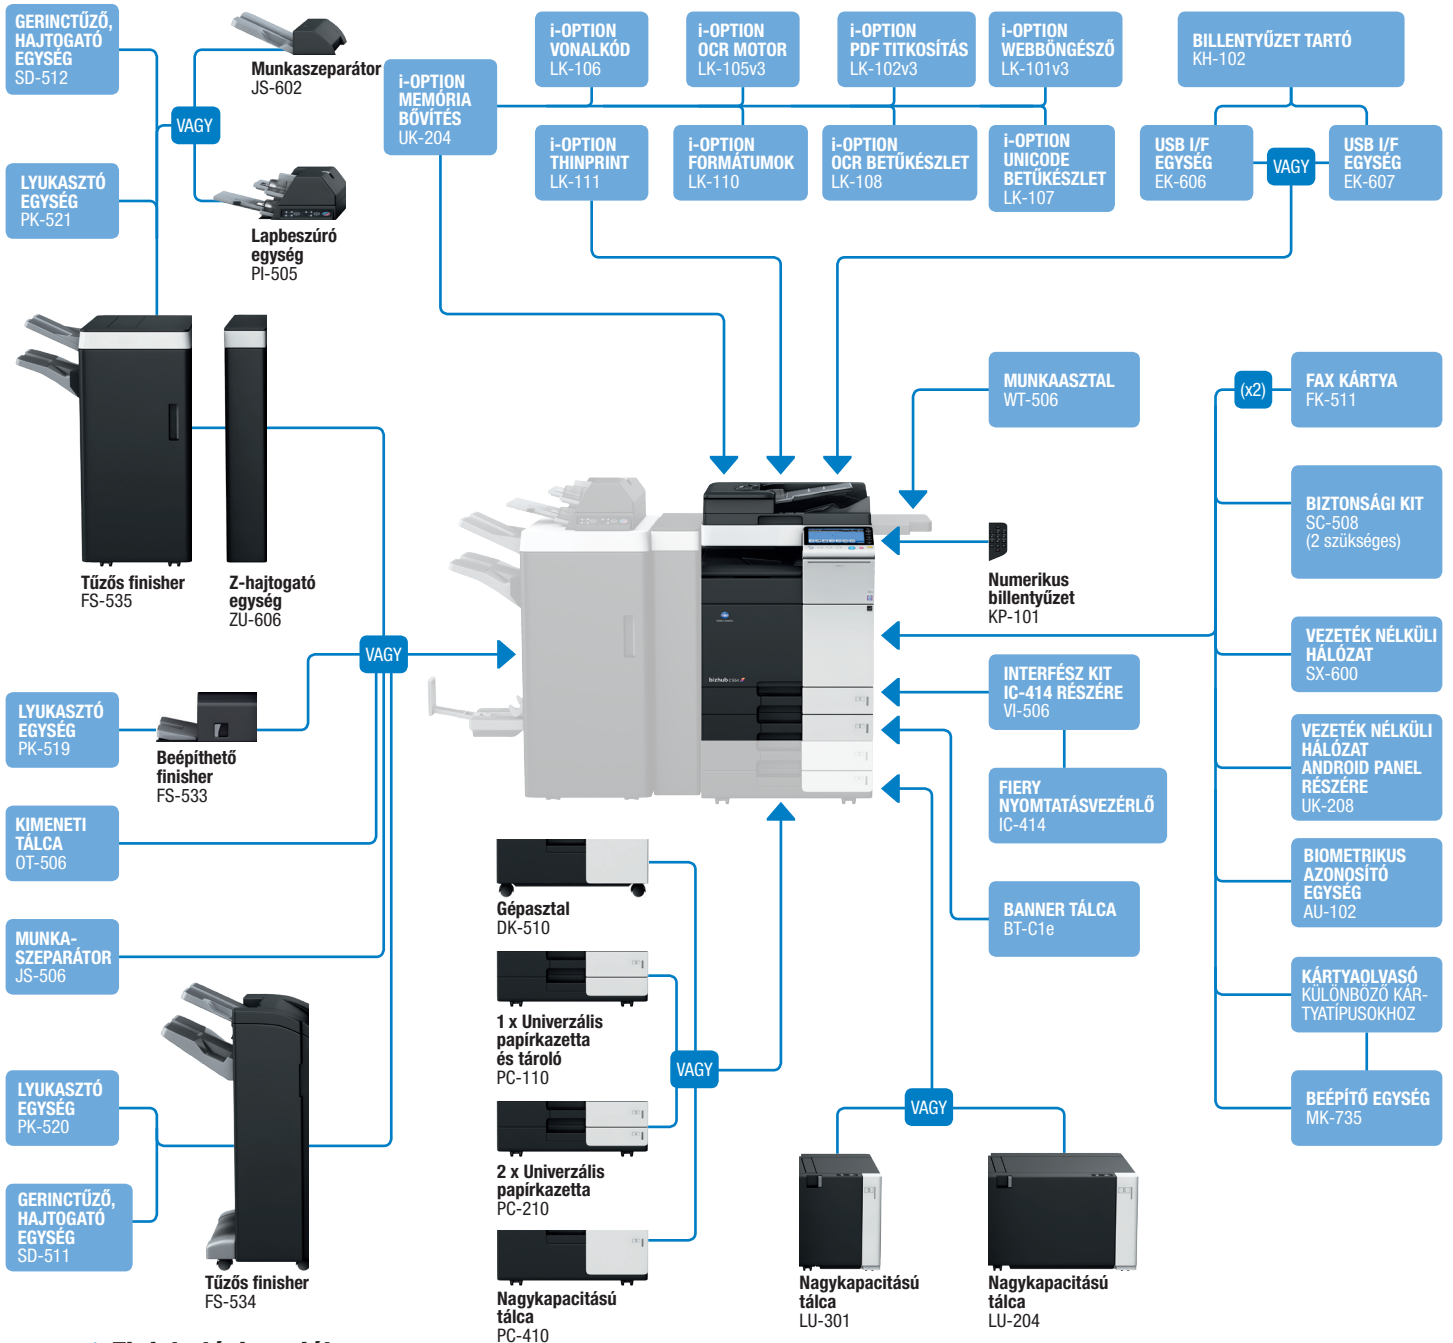 GERINCTŰZŐ,
HAJTOGATÓ
EGYSÉG
SD-512
Munkaszeparátor
JS-602
VAGY
LYUKASZTÓ
EGYSÉG
PK-521
Lapbeszúró
egység
PI-505
i-OPTION
MEMÓRIA
BŐVÍTÉS
UK-204
i-OPTION
VONALKÓD
LK-106
i-OPTION
OCR MOTOR
LK-105v3
i-OPTION
PDF TITKOSÍTÁS
LK-102v3
i-OPTION
WEBBÖNGÉSZŐ
LK-101v3
i-OPTION
THINPRINT
LK-111
i-OPTION
FORMÁTUMOK
LK-110
i-OPTION
OCR BETŰKÉSZLET
LK-108
i-OPTION
UNICODE
BETŰKÉSZLET
LK-107
BILLENTYŰZET TARTÓ
KH-102
USB I/F
EGYSÉG
EK-606
VAGY
USB I/F
EGYSÉG
EK-607
Tűzős finisher
FS-535
Z-hajtogató
egység
ZU-606
MUNKAASZTAL
WT-506
(x2)
FAX KÁRTYA
FK-511
BIZTONSÁGI KIT
SC-508
(2 szükséges)
Numerikus
billentyűzet
KP-101
VAGY
LYUKASZTÓ
EGYSÉG
PK-519
Beépíthető
finisher
FS-533
bizhub C554
INTERFÉSZ KIT
IC-414 RÉSZÉRE
VI-506
VEZETÉK NÉLKÜLI
HÁLÓZAT
SX-600
VEZETÉK NÉLKÜLI
HÁLÓZAT
ANDROID PANEL
RÉSZÉRE
UK-208
FIERY
NYOMTATÁSVEZÉRLŐ
IC-414
KIMENETI
TÁLCA
OT-506
BIOMETRIKUS
AZONOSÍTÓ
EGYSÉG
AU-102
Gépasztal
DK-510
BANNER TÁLCA
BT-C1e
MUNKA-
SZEPARÁTOR
JS-506
KÁRTYAOLVASÓ
KÜLÖNBÖZŐ KÁR-
TYATÍPUSOKHOZ
1 x Univerzális
papírkazetta
és tároló
PC-110
VAGY
BEÉPÍTŐ EGYSÉG
MK-735
LYUKASZTÓ
EGYSÉG
PK-520
VAGY
2 x Univerzális
papírkazetta
PC-210
GERINCTŰZŐ,
HAJTOGATÓ
EGYSÉG
SD-511
Tűzős finisher
FS-534
Nagykapacitású
tálca
PC-410
Nagykapacitású
tálca
LU-301
Nagykapacitású
tálca
LU-204